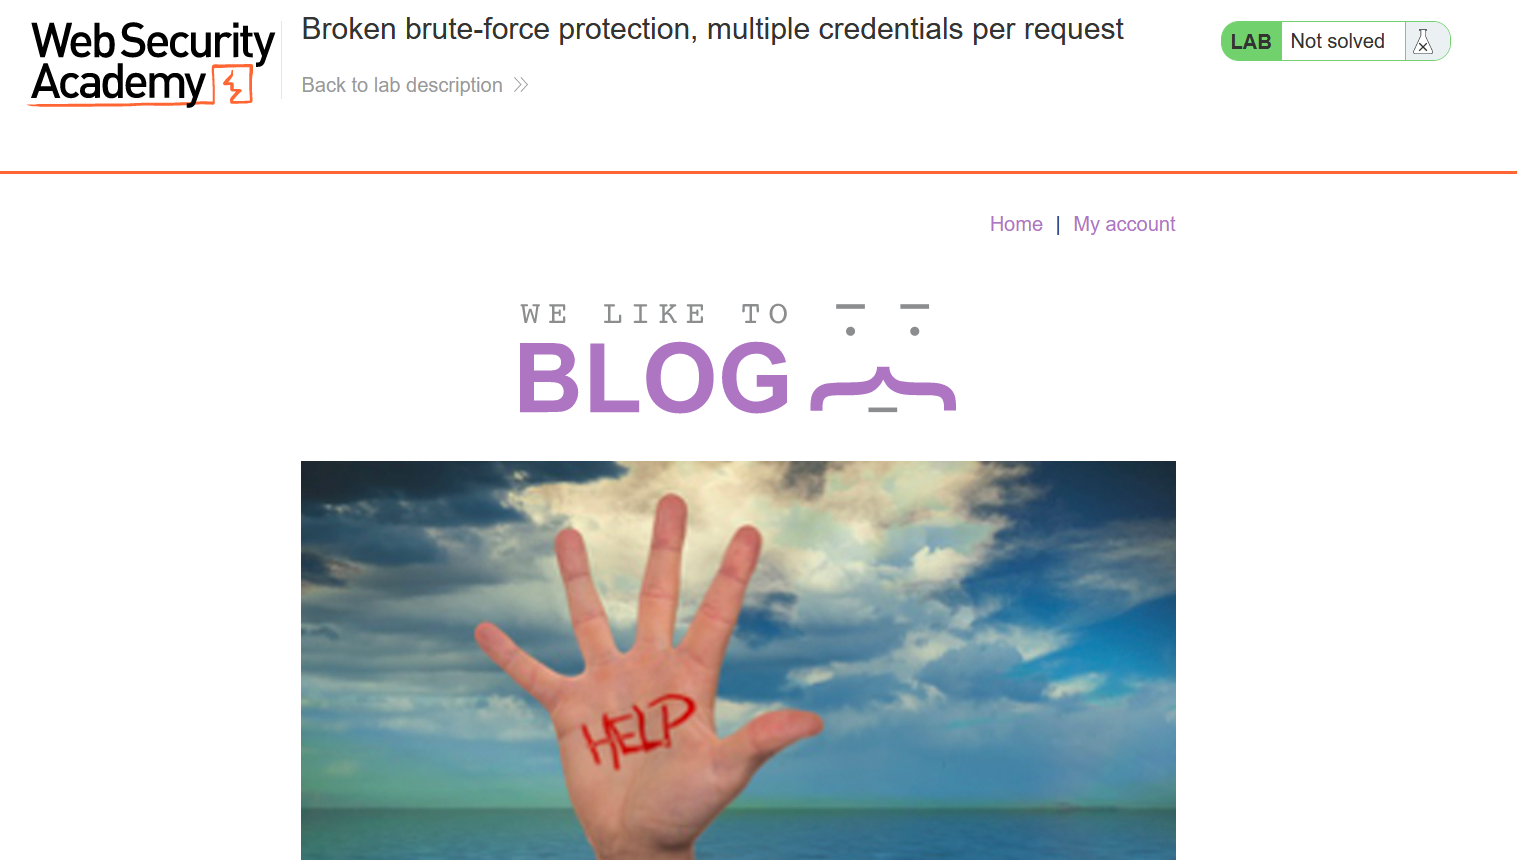 Web Security
Academy
Broken brute-force protection, multiple credentials per request
Back to lab description
LAB Not solved
Home | My account
WE LIKE TO
BLOG
HELP